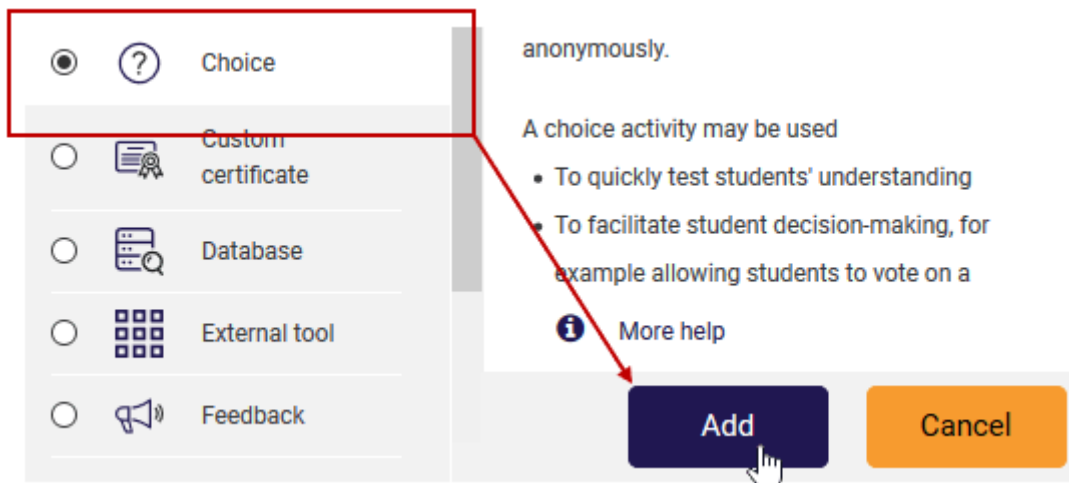 Choice
Custom
certificate
Database
External tool
Feedback
anonymously.
A choice activity may be used
• To quickly test students' understanding
• To facilitate student decision-making, for
example allowing students to vote on a
More help
Add
Cancel